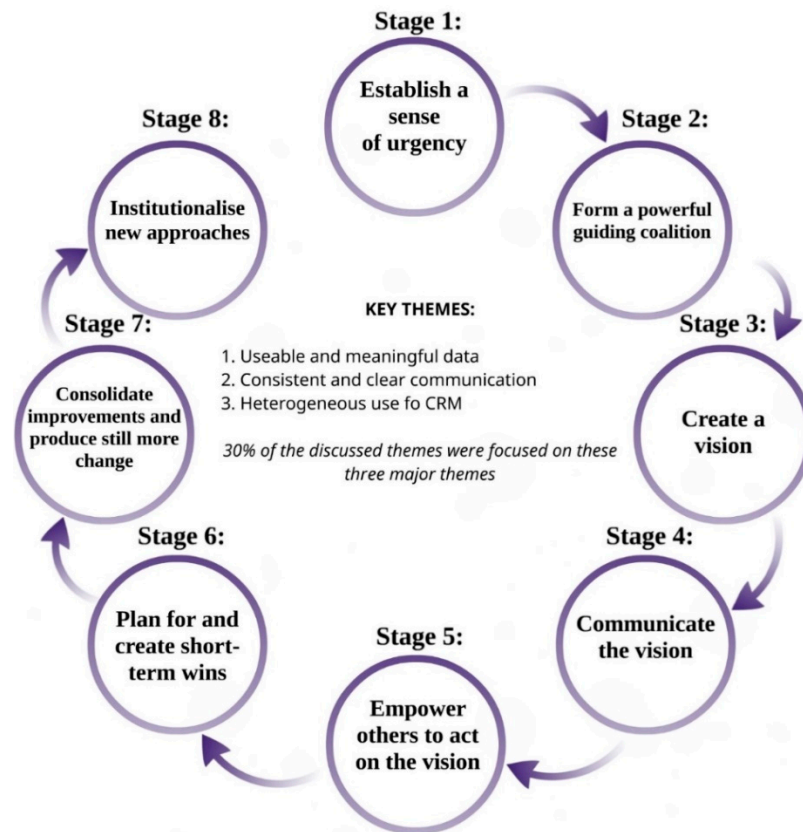 Stage 1:
Establish a
sense
of urgency
Stage 2:
Form a powerful
guiding coalition
Stage 3:
Create a
vision
Stage 4:
Communicate
the vision
Stage 5:
Empower
others to act
on the vision
Stage 6:
Plan for and
create short-
term wins
Stage 7:
Consolidate
improvements and
produce still more
change
Stage 8:
Institutionalise
new approaches
KEY THEMES:
1. Useable and meaningful data
2. Consistent and clear communication
3. Heterogeneous use fo CRM
30% of the discussed themes were focused on these
three major themes